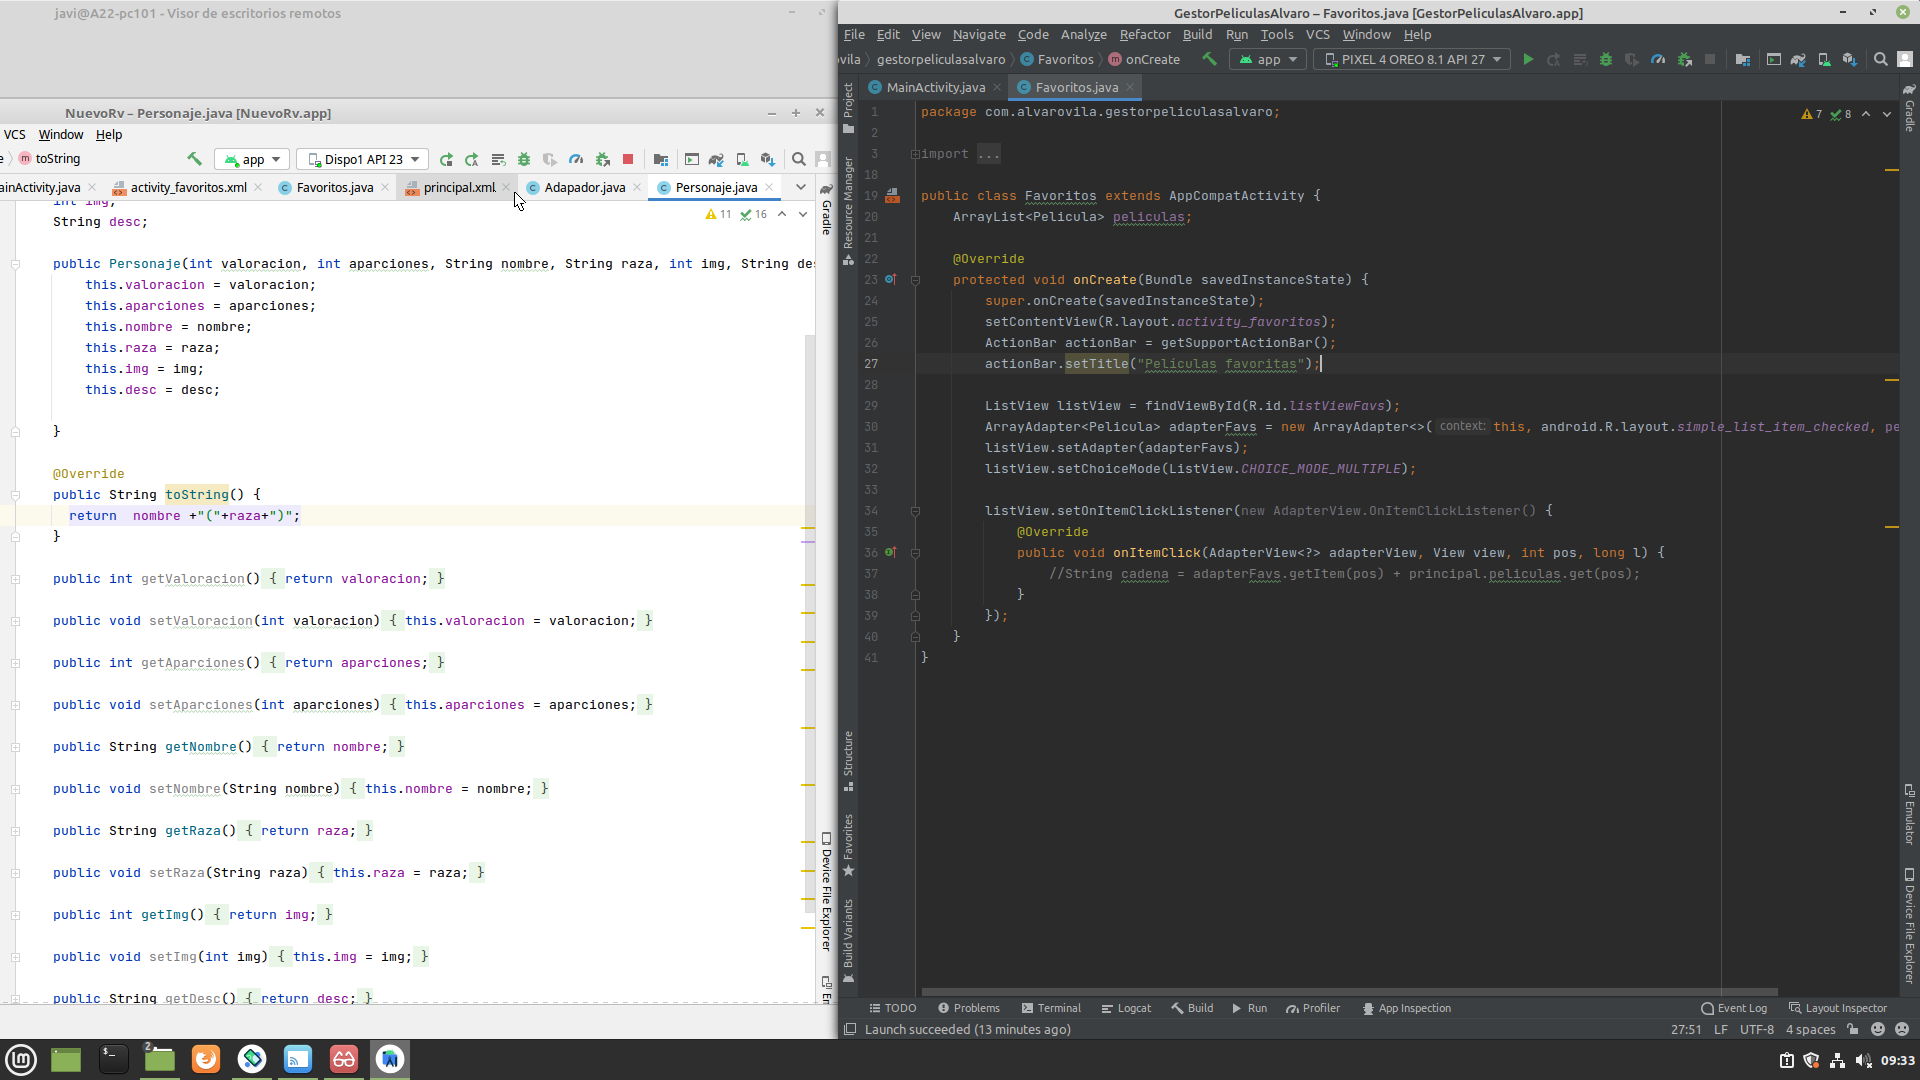 javi@A22-pc101 - Visor de escritorios remotos
NuevoRv – Personaje.java [NuevoRv.app]
VCS Window Help
toString
app
Dispo1 API 23
ainActivity.java
activity_favoritos.xml
Favoritos.java
principal.xml
Adapador.java
Personaje.java
int img;
11 16
String desc;
public Personaje(int valoracion, int aparciones, String nombre, String raza, int img, String des
this.valoracion = valoracion;
this.aparciones = aparciones;
this.nombre = nombre;
this.raza = raza;
this.img = img;
this.desc = desc;
}
@Override
public String toString() {
return  nombre +"("+raza+")";
}
public int getValoracion() { return valoracion; }
public void setValoracion(int valoracion) { this.valoracion = valoracion; }
public int getAparciones() { return aparciones; }
public void setAparciones(int aparciones) { this.aparciones = aparciones; }
public String getNombre() { return nombre; }
public void setNombre(String nombre) { this.nombre = nombre; }
public String getRaza() { return raza; }
public void setRaza(String raza) { this.raza = raza; }
public int getImg() { return img; }
public void setImg(int img) { this.img = img; }
public String getDesc() { return desc; }
Gradle
Device File Explorer
GestorPeliculasAlvaro – Favoritos.java [GestorPeliculasAlvaro.app]
File Edit View Navigate Code Analyze Refactor Build Run Tools VCS Window Help
vila gestorpeliculasalvaro Favoritos onCreate
app
PIXEL 4 OREO 8.1 API 27
MainActivity.java
Favoritos.java
Project
Resource Manager
Structure
Favorites
Build Variants
7 8
1 package com.alvarovila.gestorpeliculasalvaro;
2
3 import ...
18
19 public class Favoritos extends AppCompatActivity {
20 ArrayList<Pelicula> peliculas;
21
22 @Override
23 protected void onCreate(Bundle savedInstanceState) {
24 super.onCreate(savedInstanceState);
25 setContentView(R.layout.activity_favoritos);
26 ActionBar actionBar = getSupportActionBar();
27 actionBar.setTitle("Peliculas favoritas");
28
29 ListView listView = findViewById(R.id.listViewFavs);
30 ArrayAdapter<Pelicula> adapterFavs = new ArrayAdapter<>( context: this, android.R.layout.simple_list_item_checked, pe
31 listView.setAdapter(adapterFavs);
32 listView.setChoiceMode(ListView.CHOICE_MODE_MULTIPLE);
33
34 listView.setOnItemClickListener(new AdapterView.OnItemClickListener() {
35 @Override
36 public void onItemClick(AdapterView<?> adapterView, View view, int pos, long l) {
37 //String cadena = adapterFavs.getItem(pos) + principal.peliculas.get(pos);
38 }
39 });
40 }
41 }
Gradle
Emulator
Device File Explorer
TODO Problems Terminal Logcat Build Run Profiler App Inspection Event Log Layout Inspector
Launch succeeded (13 minutes ago) 27:51 LF UTF-8 4 spaces
2
09:33